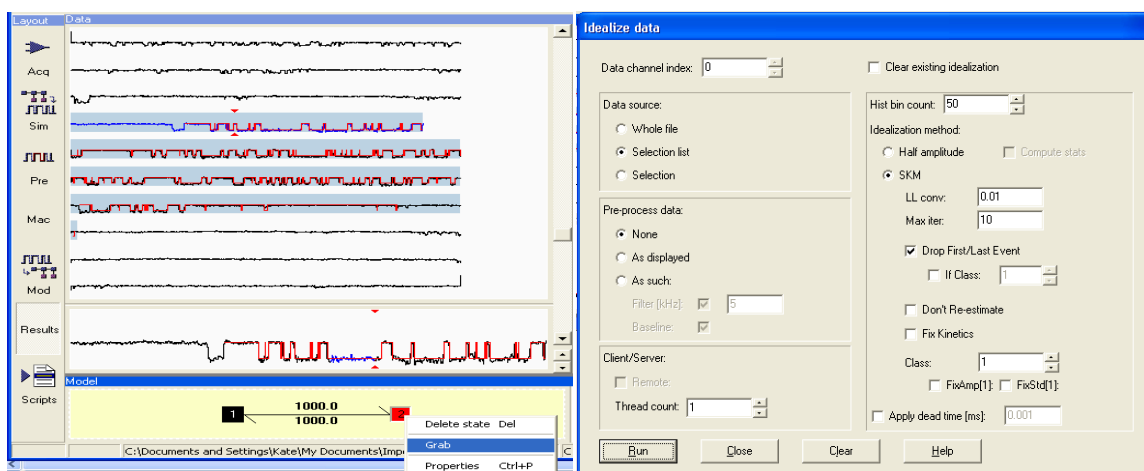 Layout
Data
Acq
Sim
Pre
Mac
Mod
Results
Scripts
Model
1
1000.0
1000.0
2
Delete state Del
Grab
Properties Ctrl+P
C:\Documents and Settings\Kate\My Documents\Impe
C
Idealize data
Data channel index: 0
Clear existing idealization
Data source:
Whole file
Selection list
Selection
Pre-process data:
None
As displayed
As such:
Filter [kHz]: 5
Baseline:
Client/Server:
Remote:
Thread count: 1
Hist bin count: 50
Idealization method:
Half amplitude Compute stats
SKM
LL conv: 0.01
Max iter: 10
Drop First/Last Event
If Class: 1
Don't Re-estimate
Fix Kinetics
Class: 1
FixAmp[1]: FixStd[1]:
Apply dead time [ms]: 0.001
Run Close Clear Help